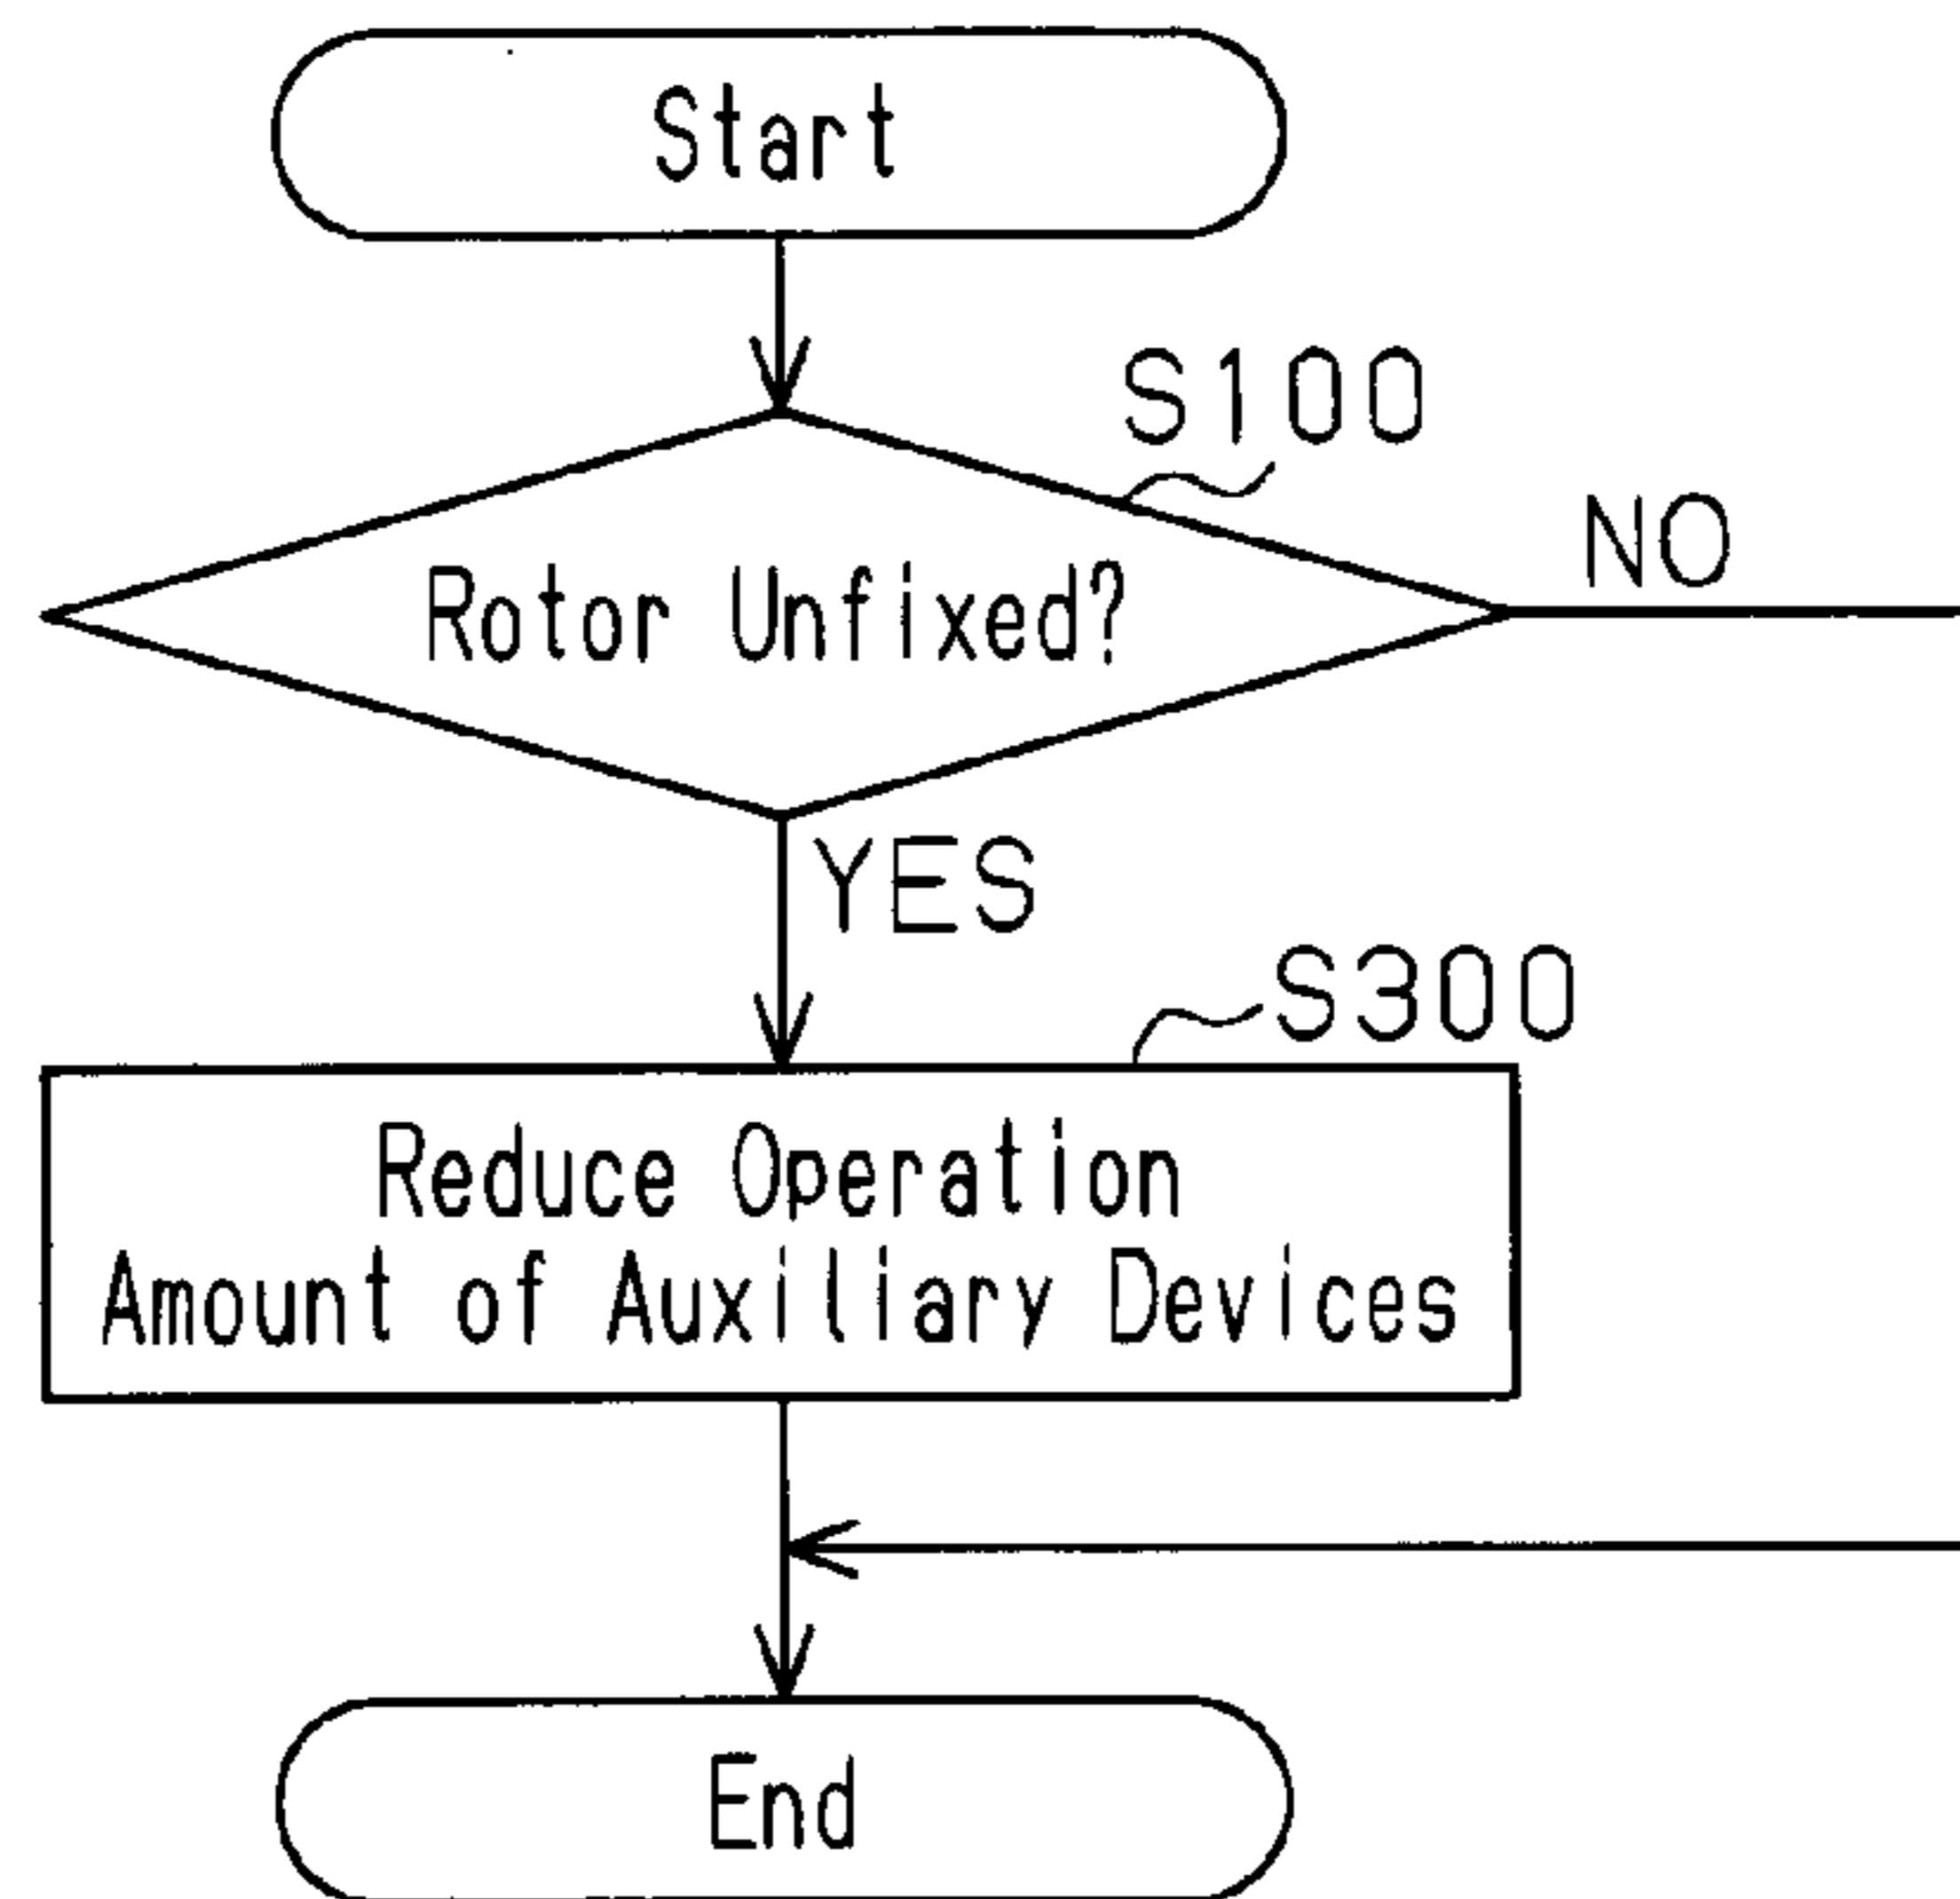 Start
S100
NO
Rotor Unfixed?
YES
S300
Reduce Operation
Amount of Auxiliary Devices
End